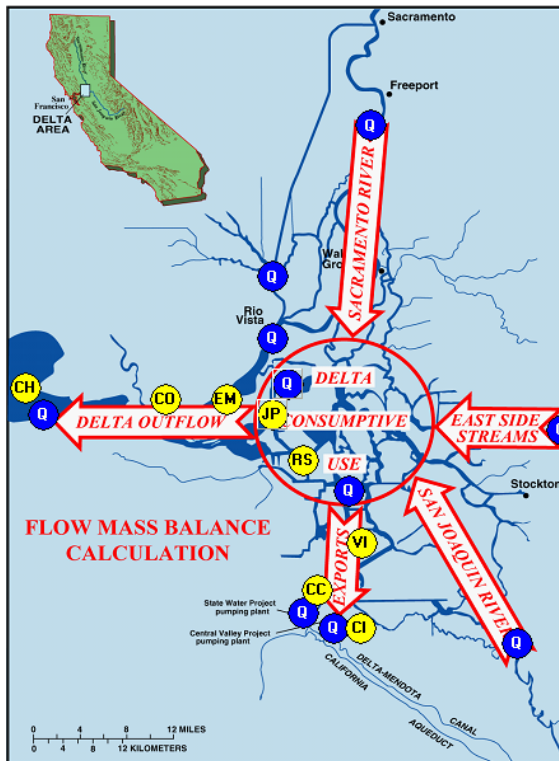 Sacramento
Freeport
San
Francisco
DELTA
AREA
Q
SACRAMENTO RIVER
Q
Rio
Vista
Q
Q
DELTA
CH
CO
EM
JP
CONSUMPTIVE
Q
DELTA OUTFLOW
EAST SIDE
STREAMS
Q
RS
USE
Q
Stockton
FLOW MASS BALANCE
CALCULATION
EXPORTS
VI
SAN JOAQUIN RIVER
CC
State Water Project
pumping plant
Q
Central Valley Project
pumping plant
Q
CI
Q
DELTA-MENDOTA
CANAL
CALIFORNIA
AQUEDUCT
0 4 8 12 MILES
0 4 8 12 KILOMETERS